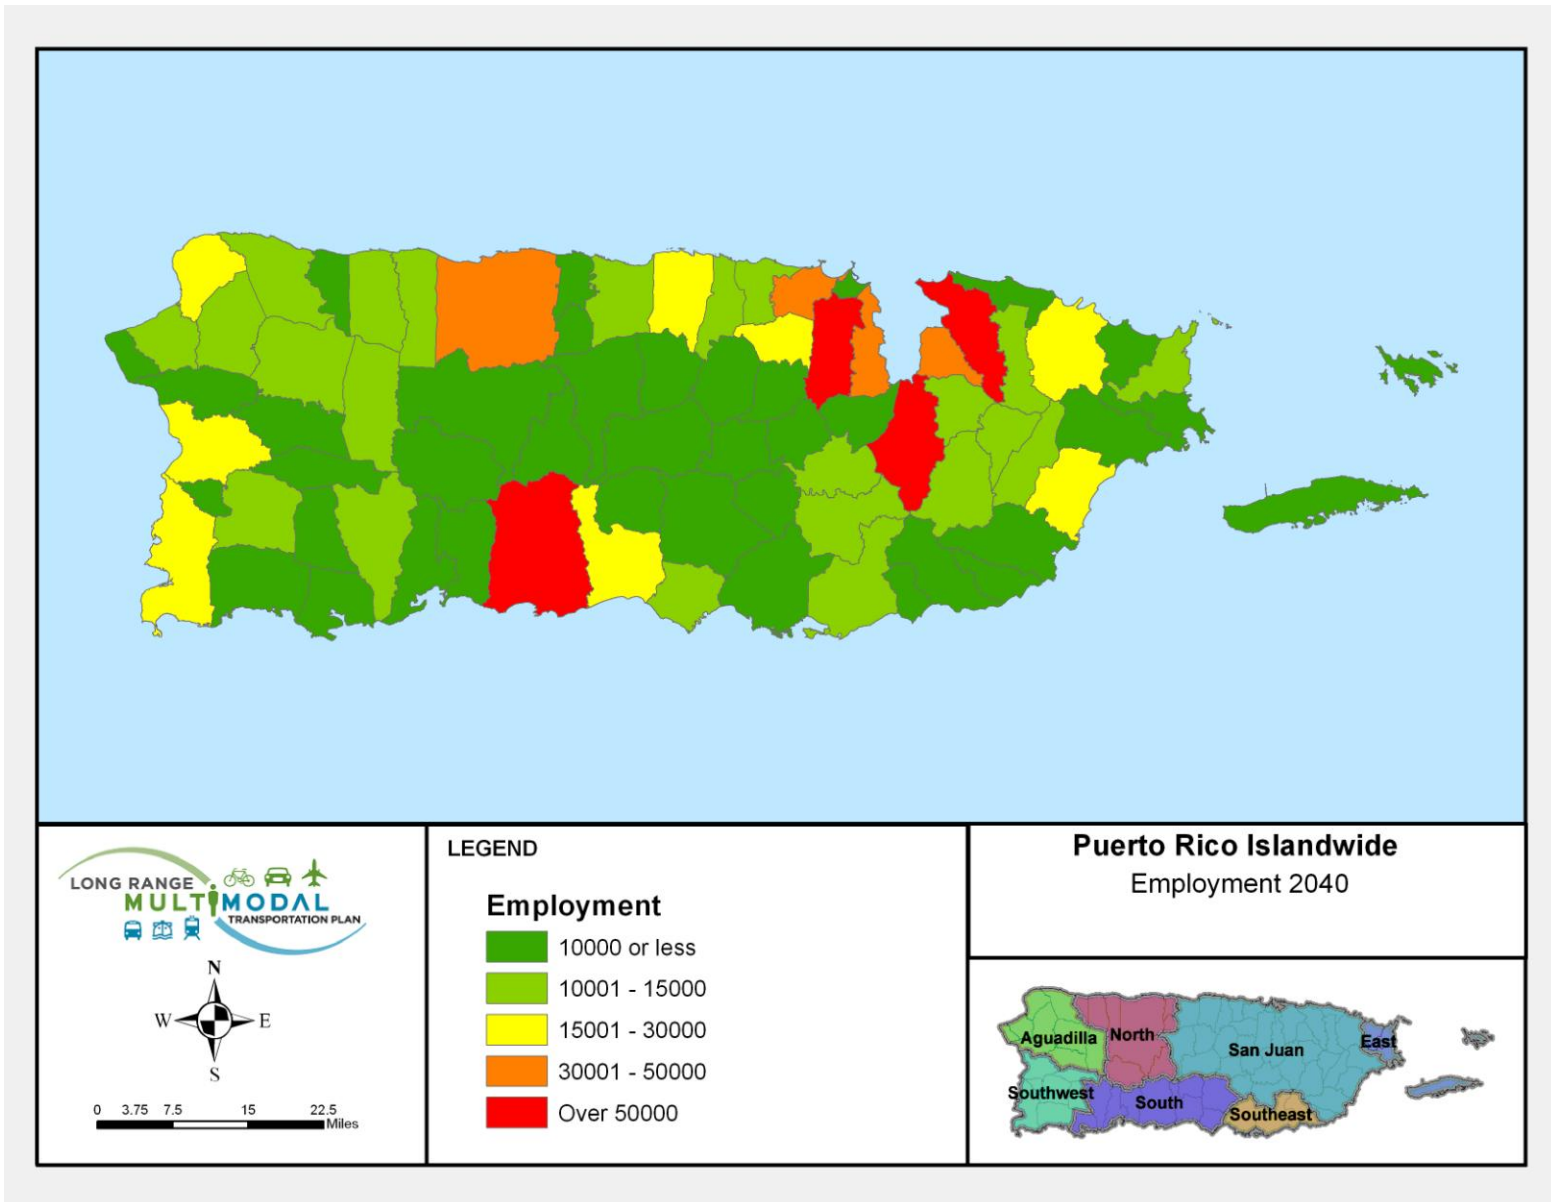 LONG RANGE
MULTIMODAL
TRANSPORTATION PLAN
N
W E
S
0 3.75 7.5 15 22.5
Miles
LEGEND
Employment
10000 or less
10001 - 15000
15001 - 30000
30001 - 50000
Over 50000
Puerto Rico Islandwide
Employment 2040
Aguadilla
North
San Juan
East
Southwest
South
Southeast